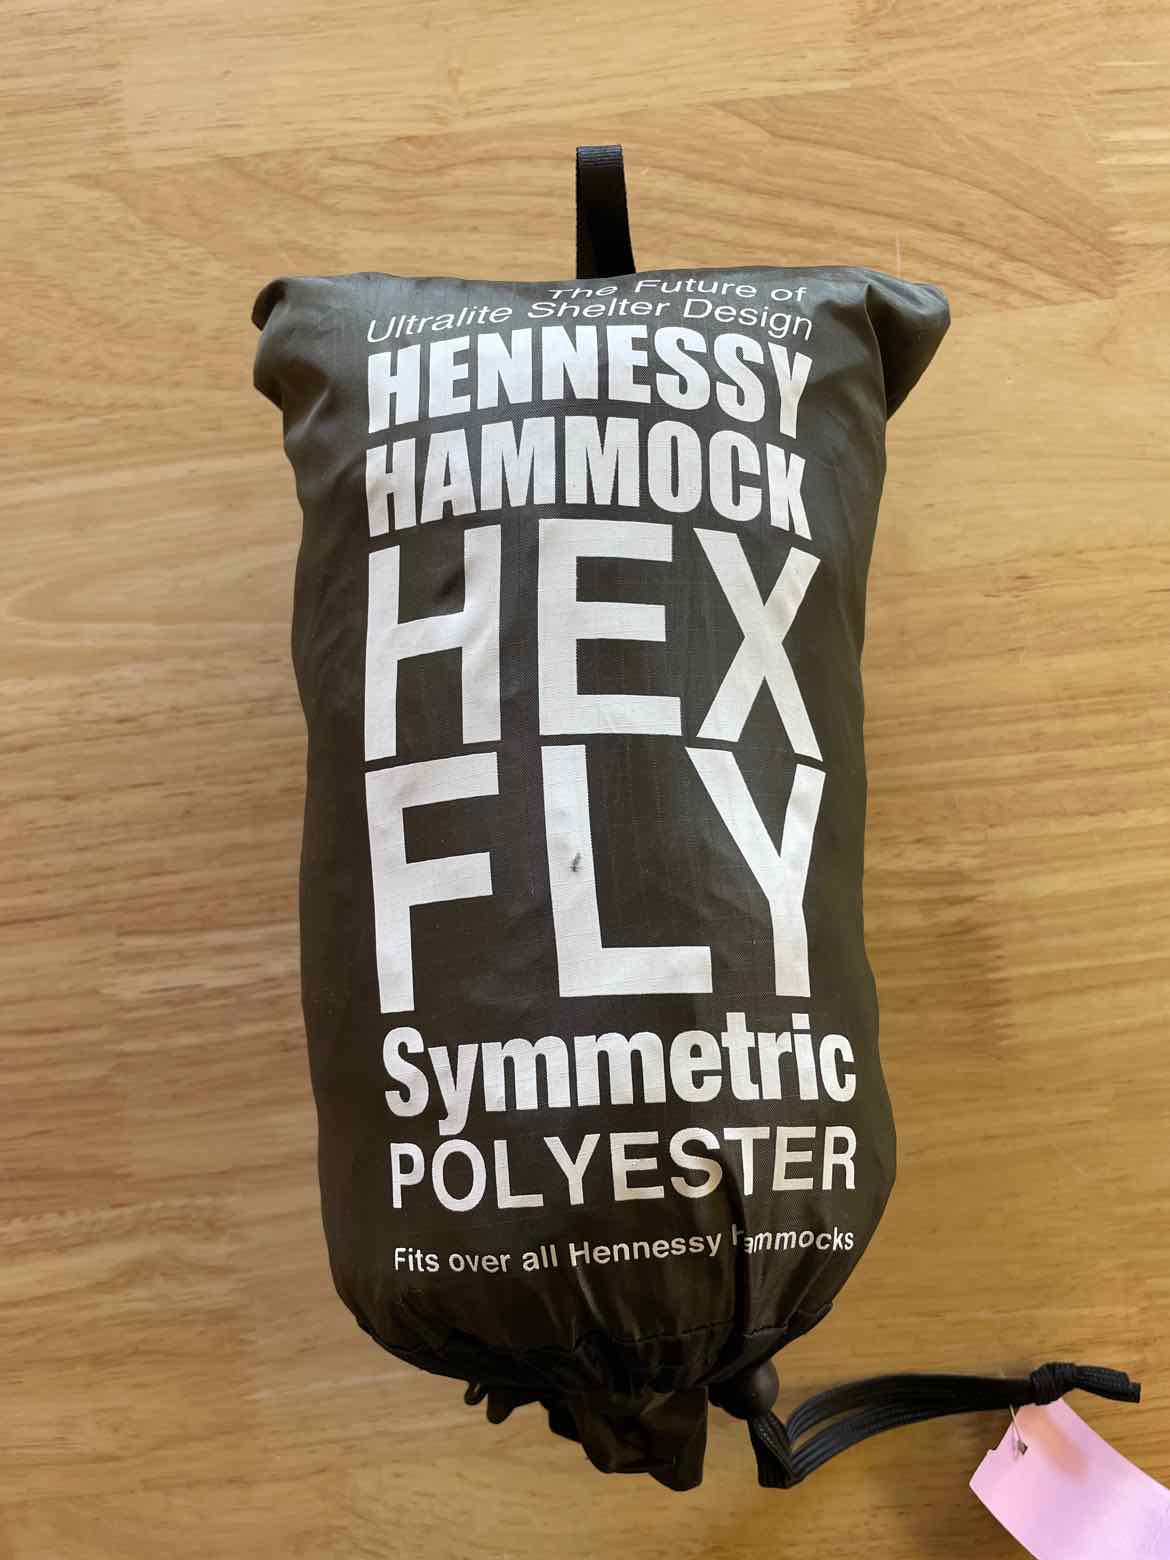 The Future of
Ultralite Shelter Design
HENNESSY
HAMMOCK
HEX
FLY
Symmetric
POLYESTER
Fits over all Hennessy hammocks